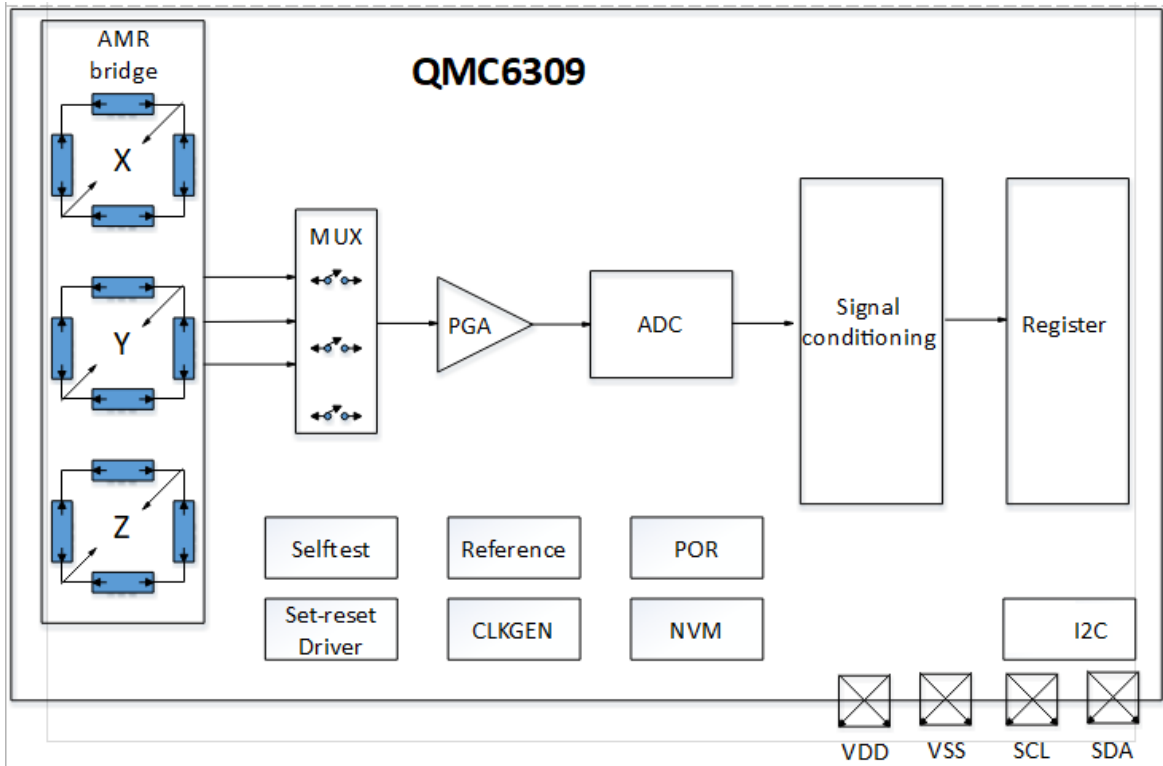 QMC6309
AMR
bridge
X
Y
Z
MUX
PGA
ADC
Signal
conditioning
Register
Selftest
Reference
POR
Set-reset
Driver
CLKGEN
NVM
I2C
VDD
VSS
SCL
SDA